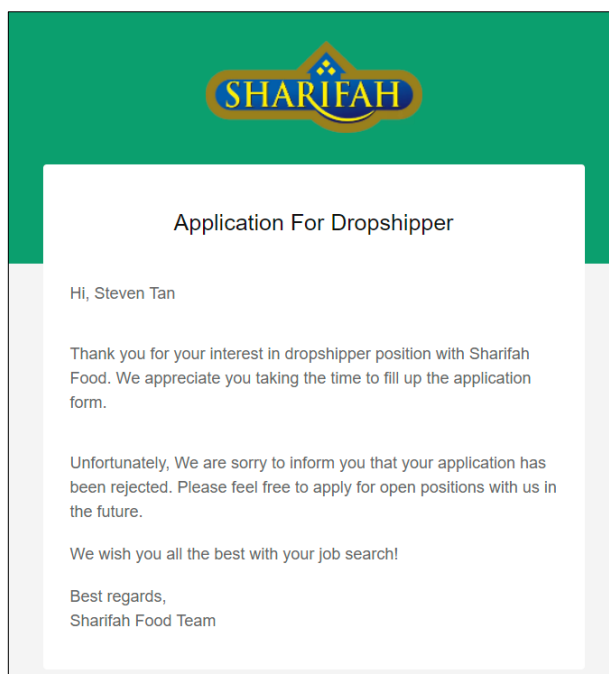 SHARIFAH
Application For Dropshipper
Hi, Steven Tan
Thank you for your interest in dropshipper position with Sharifah
Food. We appreciate you taking the time to fill up the application
form.
Unfortunately, We are sorry to inform you that your application has
been rejected. Please feel free to apply for open positions with us in
the future.
We wish you all the best with your job search!
Best regards,
Sharifah Food Team